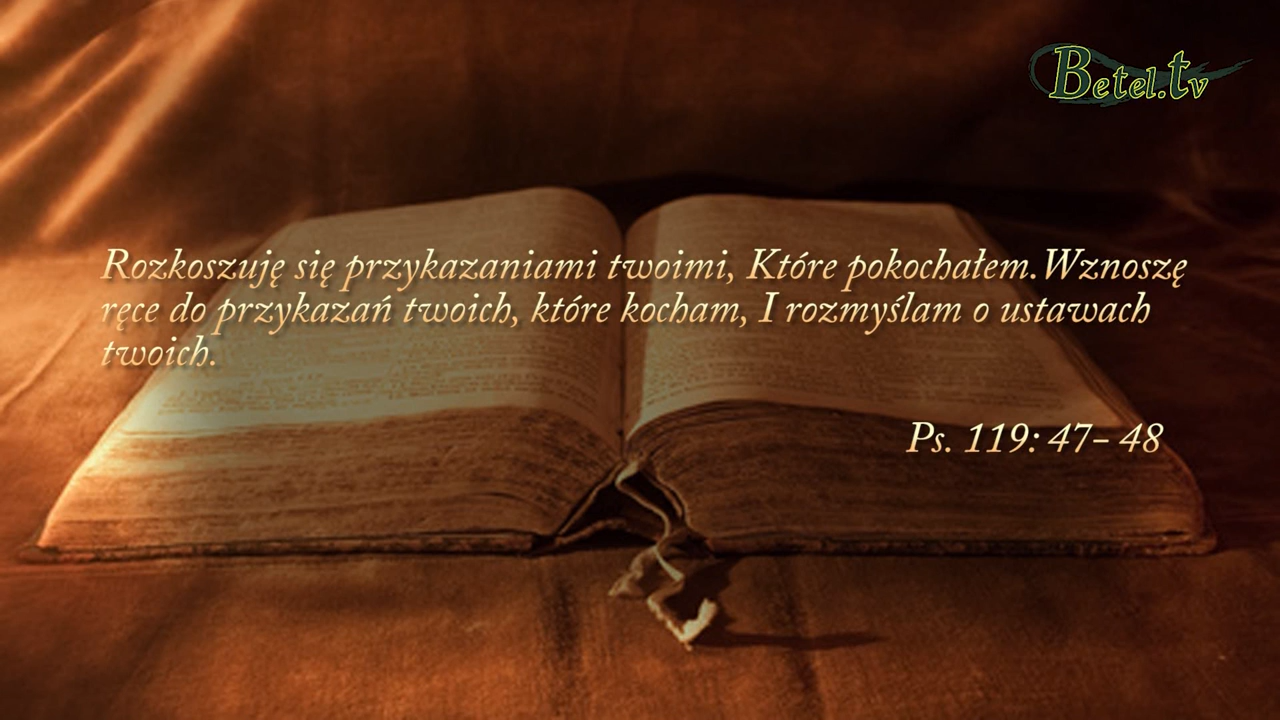 Betel.tv
Rozkoszuję się przykazaniami twoimi, Które pokochałem.Wznoszę
ręce do przykazań twoich, które kocham, I rozmyślam o ustawach
twoich.
Ps. 119: 47- 48